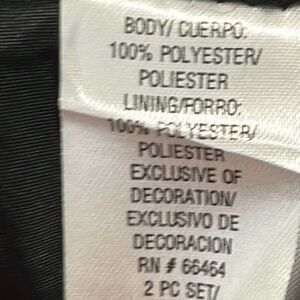 BODY/ CUERPO:
100% POLYESTER/
POLIESTER
LINING/FORRO:
100% POLYESTER/
POLIESTER
EXCLUSIVE OF
DECORATION/
EXCLUSIVO DE
DECORACION
RN # 66464
2 PC SET/